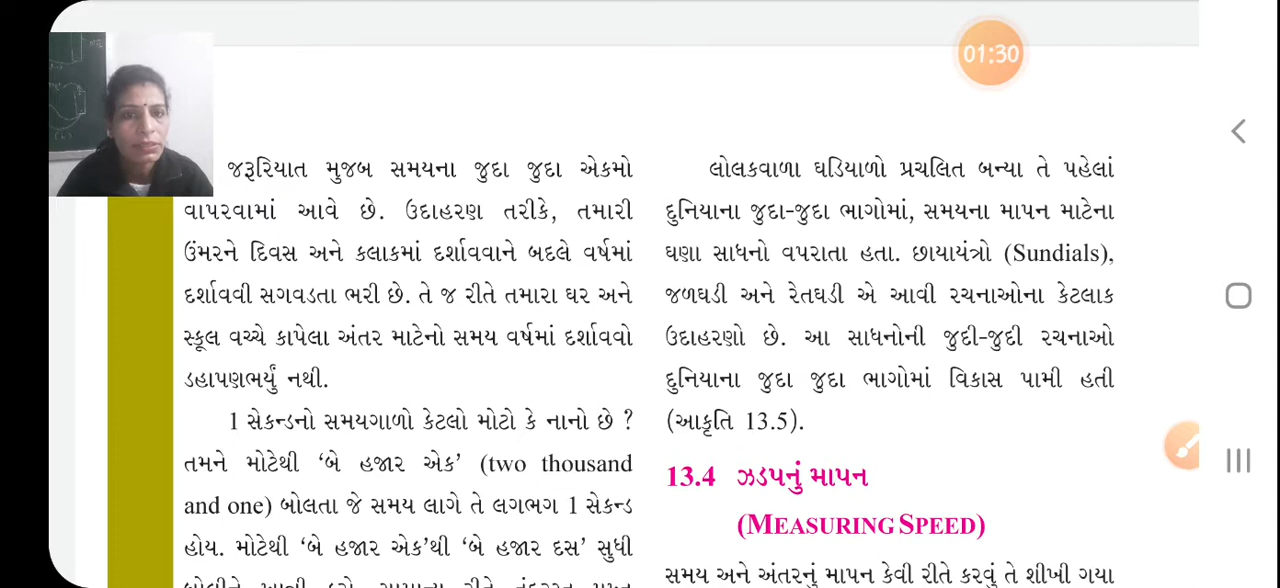 01:30
જરૂરિયાત મુજબ સમયના જુદા જુદા એકમો
વાપરવામાં આવે છે. ઉદાહરણ તરીકે, તમારી
ઉંમરને દિવસ અને કલાકમાં દર્શાવવાને બદલે વર્ષમાં
દર્શાવવી સગવડતા ભરી છે. તે જ રીતે તમારા ઘર અને
સ્કૂલ વચ્ચે કાપેલા અંતર માટેનો સમય વર્ષમાં દર્શાવવો
ડહાપણભર્યું નથી.
1 સેકન્ડનો સમયગાળો કેટલો મોટો કે નાનો છે ?
તમને મોટેથી ‘બે હજાર એક’ (two thousand
and one) બોલતા જે સમય લાગે તે લગભગ 1 સેકન્ડ
હોય. મોટેથી ‘બે હજાર એક’થી ‘બે હજાર દસ’ સુધી
લોલકવાળા ઘડિયાળો પ્રચલિત બન્યા તે પહેલાં
દુનિયાના જુદા-જુદા ભાગોમાં, સમયના માપન માટેના
ઘણા સાધનો વપરાતા હતા. છાયાયંત્રો (Sundials),
જળઘડી અને રેતઘડી એ આવી રચનાઓના કેટલાક
ઉદાહરણો છે. આ સાધનોની જુદી-જુદી રચનાઓ
દુનિયાના જુદા જુદા ભાગોમાં વિકાસ પામી હતી
(આકૃતિ 13.5).
13.4 ઝડપનું માપન
(MEASURING SPEED)
સમય અને અંતરનું માપન કેવી રીતે કરવું તે શીખી ગયા